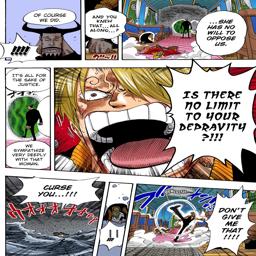 ...SHE
HAS NO
WILL TO
OPPOSE
US.
AND YOU
KNEW
THAT...ALL
ALONG...?
OF COURSE
WE DID.
!!!!
IS THERE
NO LIMIT
TO YOUR
DEPRAVITY
?!!!
IT'S ALL
FOR THE
SAKE OF
JUSTICE.
WE
SYMPATHIZE
VERY DEEPLY
WITH THAT
WOMAN.
DON'T
GIVE ME
THAT
!!!!
!!
CURSE
YOU...!!!